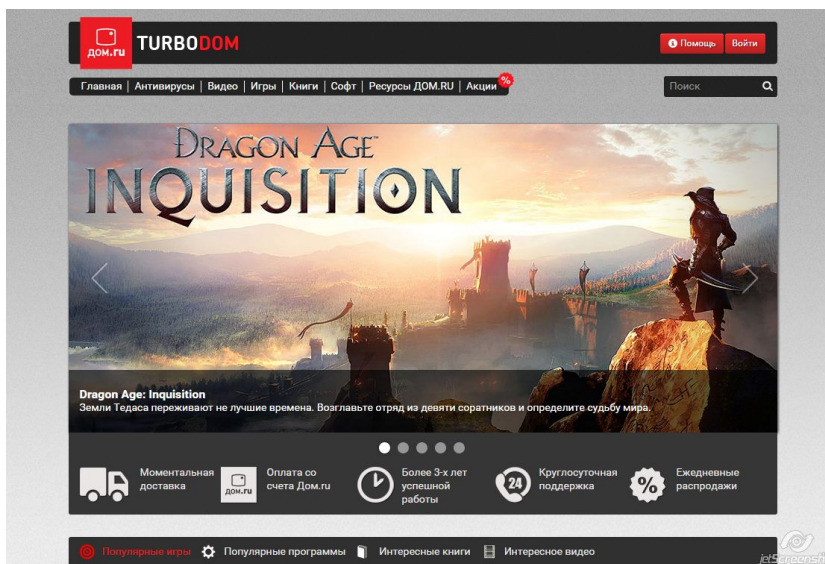 дом.ru TURBODOM
Помощь Войти
Главная | Антивирусы | Видео | Игры | Книги | Софт | Ресурсы ДОМ.RU | Акции %
Поиск
DRAGON AGE™
INQUISITION
Dragon Age: Inquisition
Земли Тедаса переживают не лучшие времена. Возглавьте отряд из девяти соратников и определите судьбу мира.
Моментальная
доставка
дом.ru
Оплата со
счета Дом.ru
Более 3-х лет
успешной
работы
24
Круглосуточная
поддержка
%
Ежедневные
распродажи
Популярные игры Популярные программы Интересные книги Интересное видео